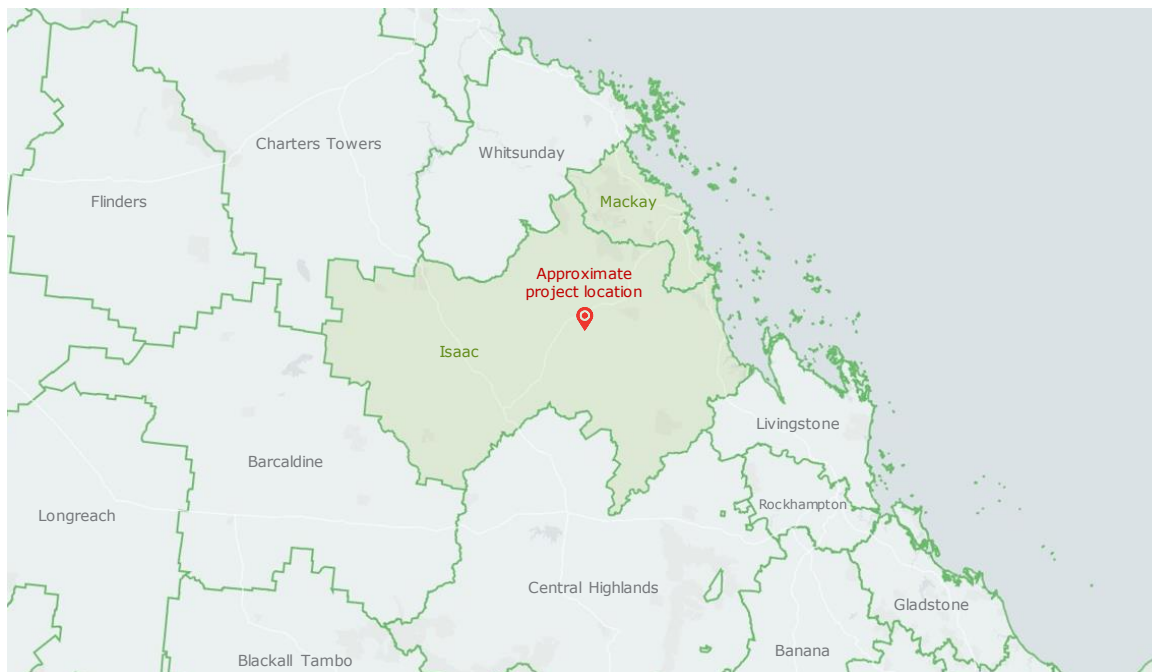 Charters Towers
Whitsunday
Flinders
Mackay
Approximate
project location
Isaac
Livingstone
Barcaldine
Rockhampton
Longreach
Central Highlands
Gladstone
Banana
Blackall Tambo